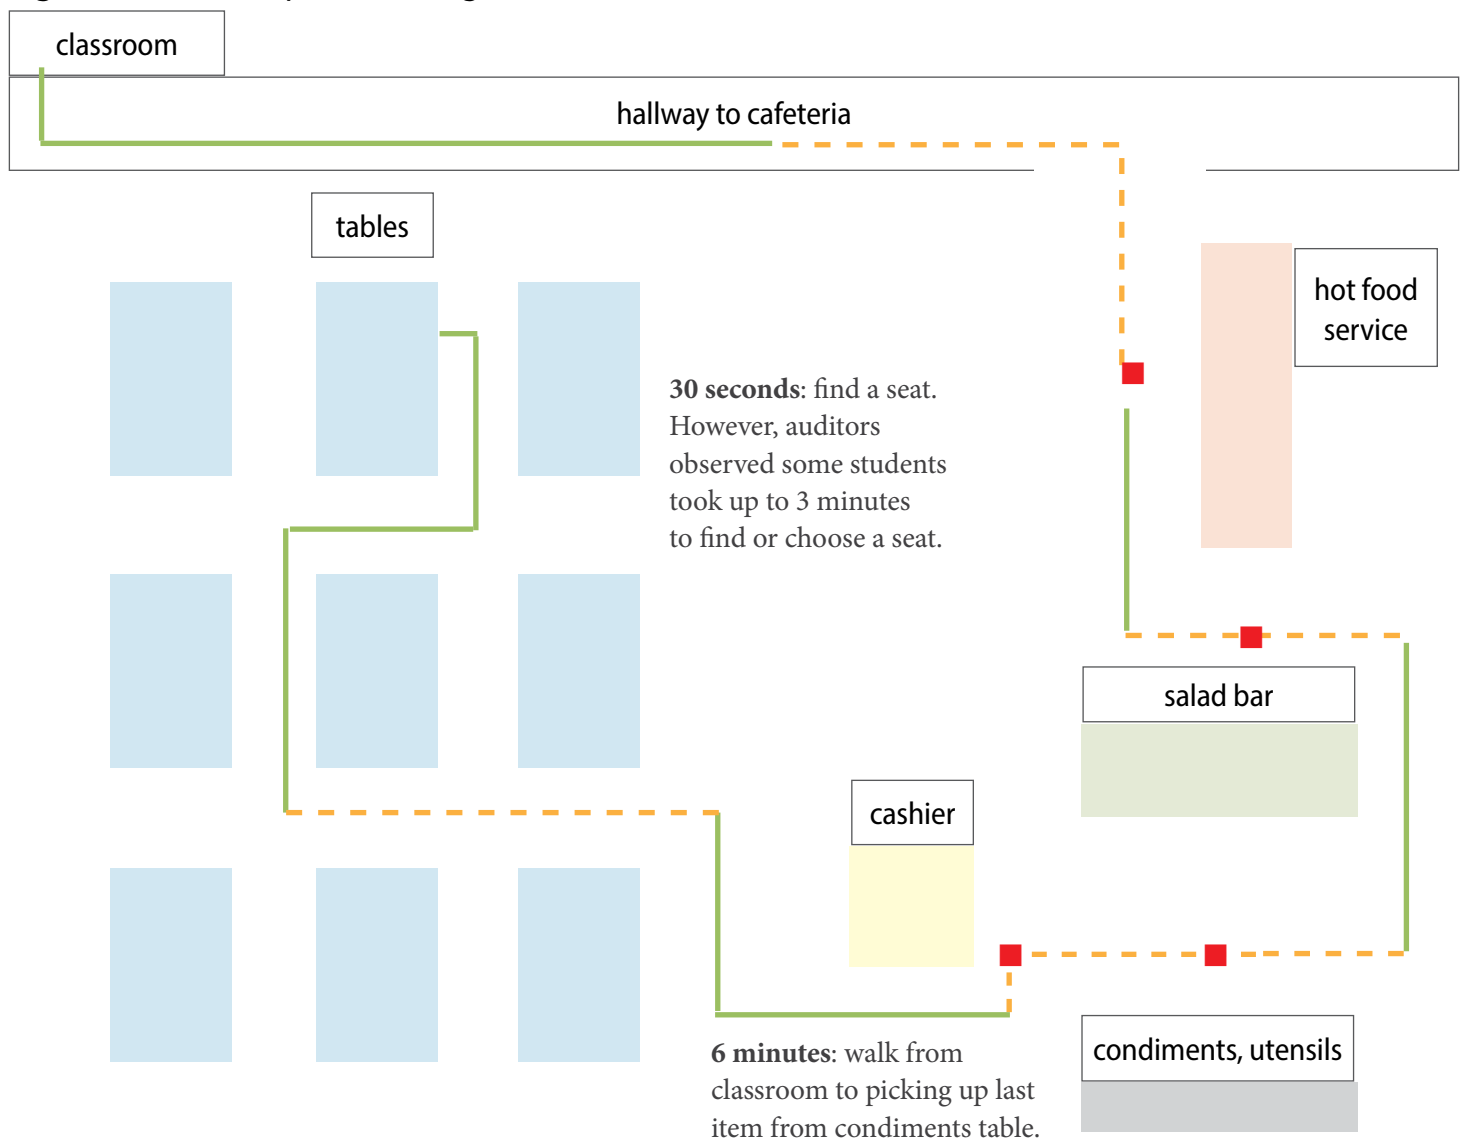 classroom
hallway to cafeteria
tables
hot food
service
30 seconds: find a seat.
However, auditors
observed some students
took up to 3 minutes
to find or choose a seat.
salad bar
cashier
condiments, utensils
6 minutes: walk from
classroom to picking up last
item from condiments table.